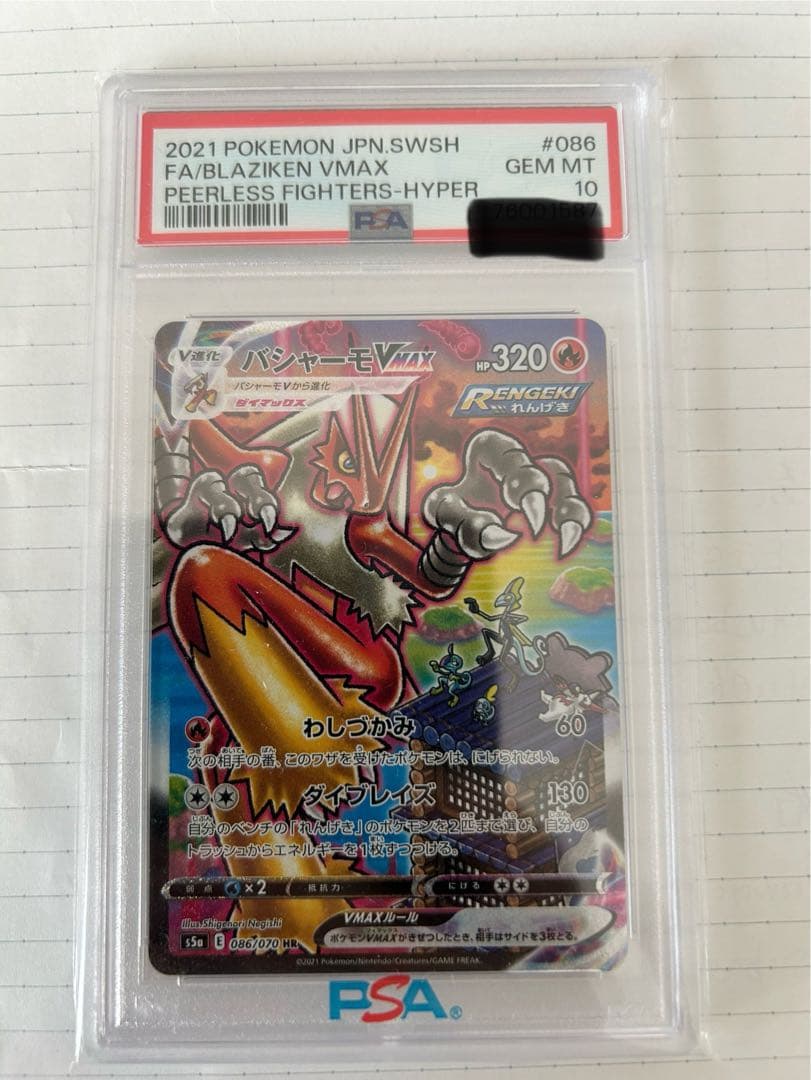 2021 POKEMON JPN.SWSH #086
FA/BLAZIKEN VMAX GEM MT
PEERLESS FIGHTERS-HYPER 10
PSA
V進化
バシャーモVMAX
HP320
バシャーモVから進化
ダイマックス
RENGEKI
れんげき
わしづかみ 60
次の相手の番、このワザを受けたポケモンは、にげられない。
ダイブレイズ 130
自分のベンチの「れんげき」のポケモンを2匹まで選び、自分の
トラッシュからエネルギーを1枚ずつつける。
弱点 ×2 抵抗力 にげる
Illus. Shigenori Negishi
VMAXルール
ポケモンVMAXがきぜつしたとき、相手はサイドを3枚とる。
s5a E 086/070 HR
©2021 Pokémon/Nintendo/Creatures/GAME FREAK.
PSA®